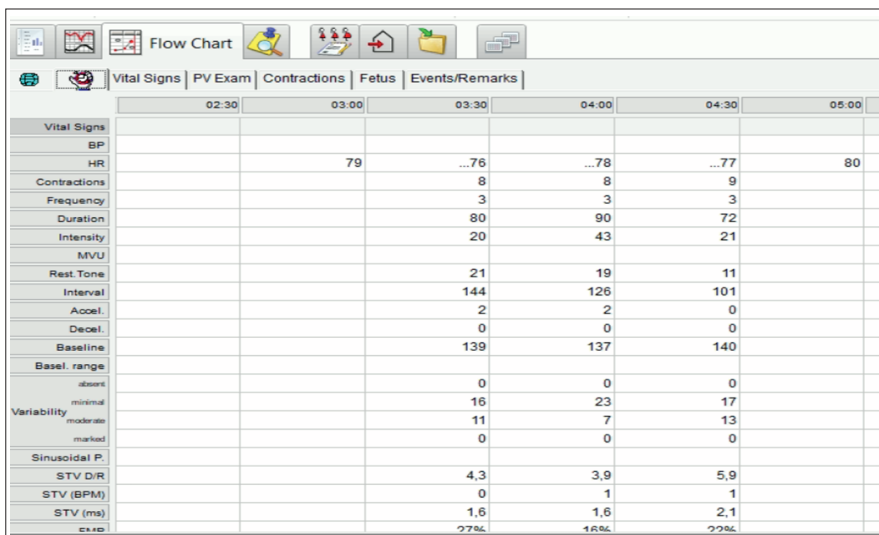 Flow Chart
Vital Signs PV Exam Contractions Fetus Events/Remarks
02:30 03:00 03:30 04:00 04:30 05:00
Vital Signs
BP
HR 79 ...76 ...78 ...77 80
Contractions 8 8 9
Frequency 3 3 3
Duration 80 90 72
Intensity 20 43 21
MVU
Rest.Tone 21 19 11
Interval 144 126 101
Accel. 2 2 0
Decel. 0 0 0
Baseline 139 137 140
Basel. range
absent 0 0 0
minimal 16 23 17
Variability
moderate 11 7 13
marked 0 0 0
Sinusoidal P.
STV D/R 4,3 3,9 5,9
STV (BPM) 0 1 1
STV (ms) 1,6 1,6 2,1
27% 16% 22%